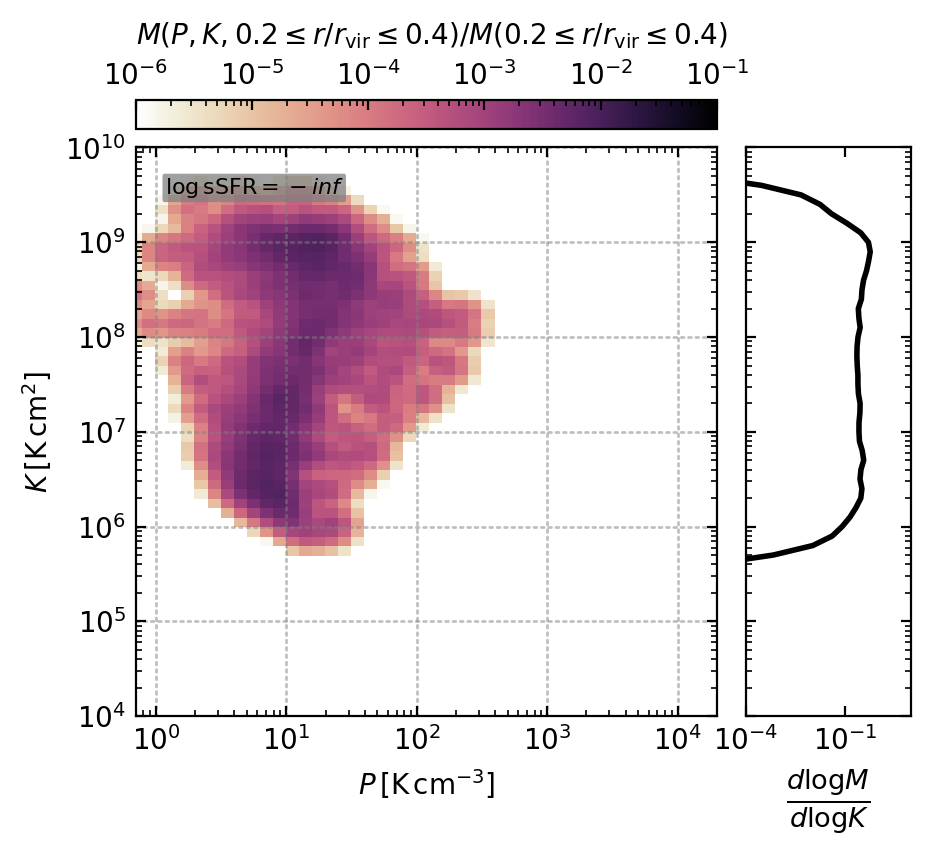 M(P, K, 0.2 ≤ r/r_vir ≤ 0.4)/M(0.2 ≤ r/r_vir ≤ 0.4)
10^−6 10^−5 10^−4 10^−3 10^−2 10^−1
log sSFR = −inf
10^10
10^9
10^8
10^7
10^6
10^5
10^4
K [K cm^2]
10^0 10^1 10^2 10^3 10^4
P [K cm^−3]
10^−4 10^−1
dlogM
dlogK